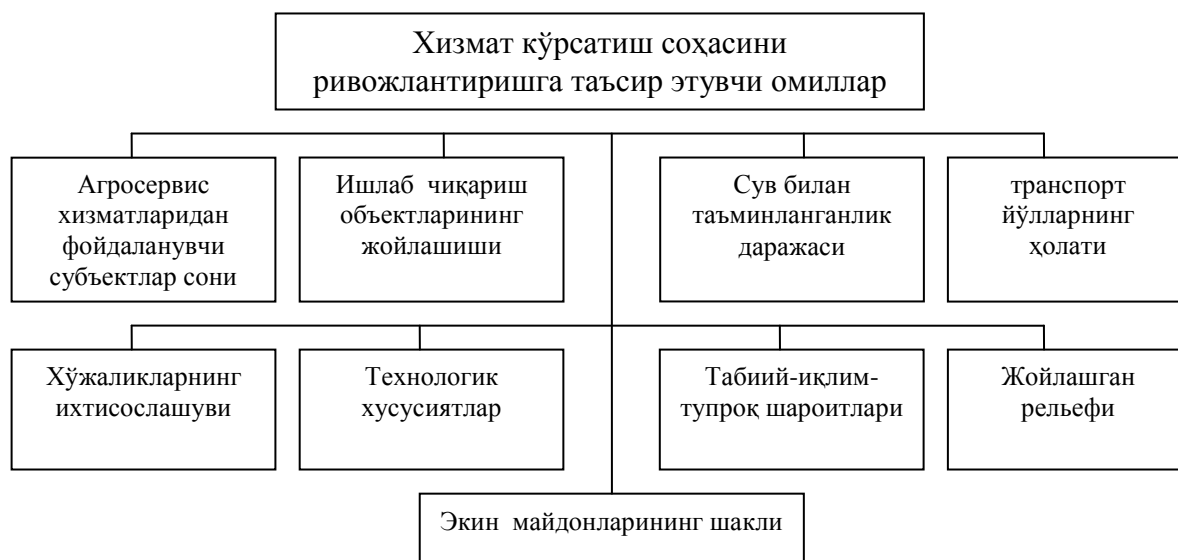 Хизмат кўрсатиш соҳасини
ривожлантиришга таъсир этувчи омиллар
Агросервис
хизматларидан
фойдаланувчи
субъектлар сони
Ишлаб чиқариш
объектларининг
жойлашиши
Сув билан
таъминланганлик
даражаси
транспорт
йўлларнинг
ҳолати
Хўжаликларнинг
ихтисослашуви
Технологик
хусусиятлар
Табиий-иқлим-
тупроқ шароитлари
Жойлашган
рельефи
Экин майдонларининг шакли